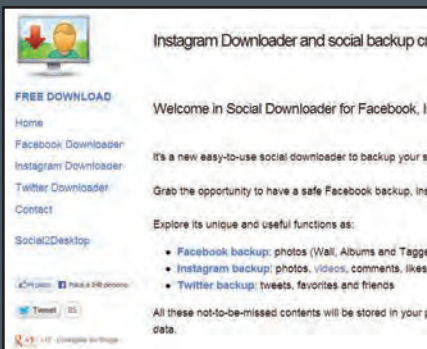 FREE DOWNLOAD
Home
Facebook Downloader
Instagram Downloader
Twitter Downloader
Contact
Social2Desktop
Tweet 85
Instagram Downloader and social backup cr
Welcome in Social Downloader for Facebook, I
It's a new easy-to-use social downloader to backup your s
Grab the opportunity to have a safe Facebook backup, Ins
Explore its unique and useful functions as:
• Facebook backup: photos (Wall, Albums and Tagge
• Instagram backup: photos, videos, comments, likes
• Twitter backup: tweets, favorites and friends
All these not-to-be-missed contents will be stored in your p
data.